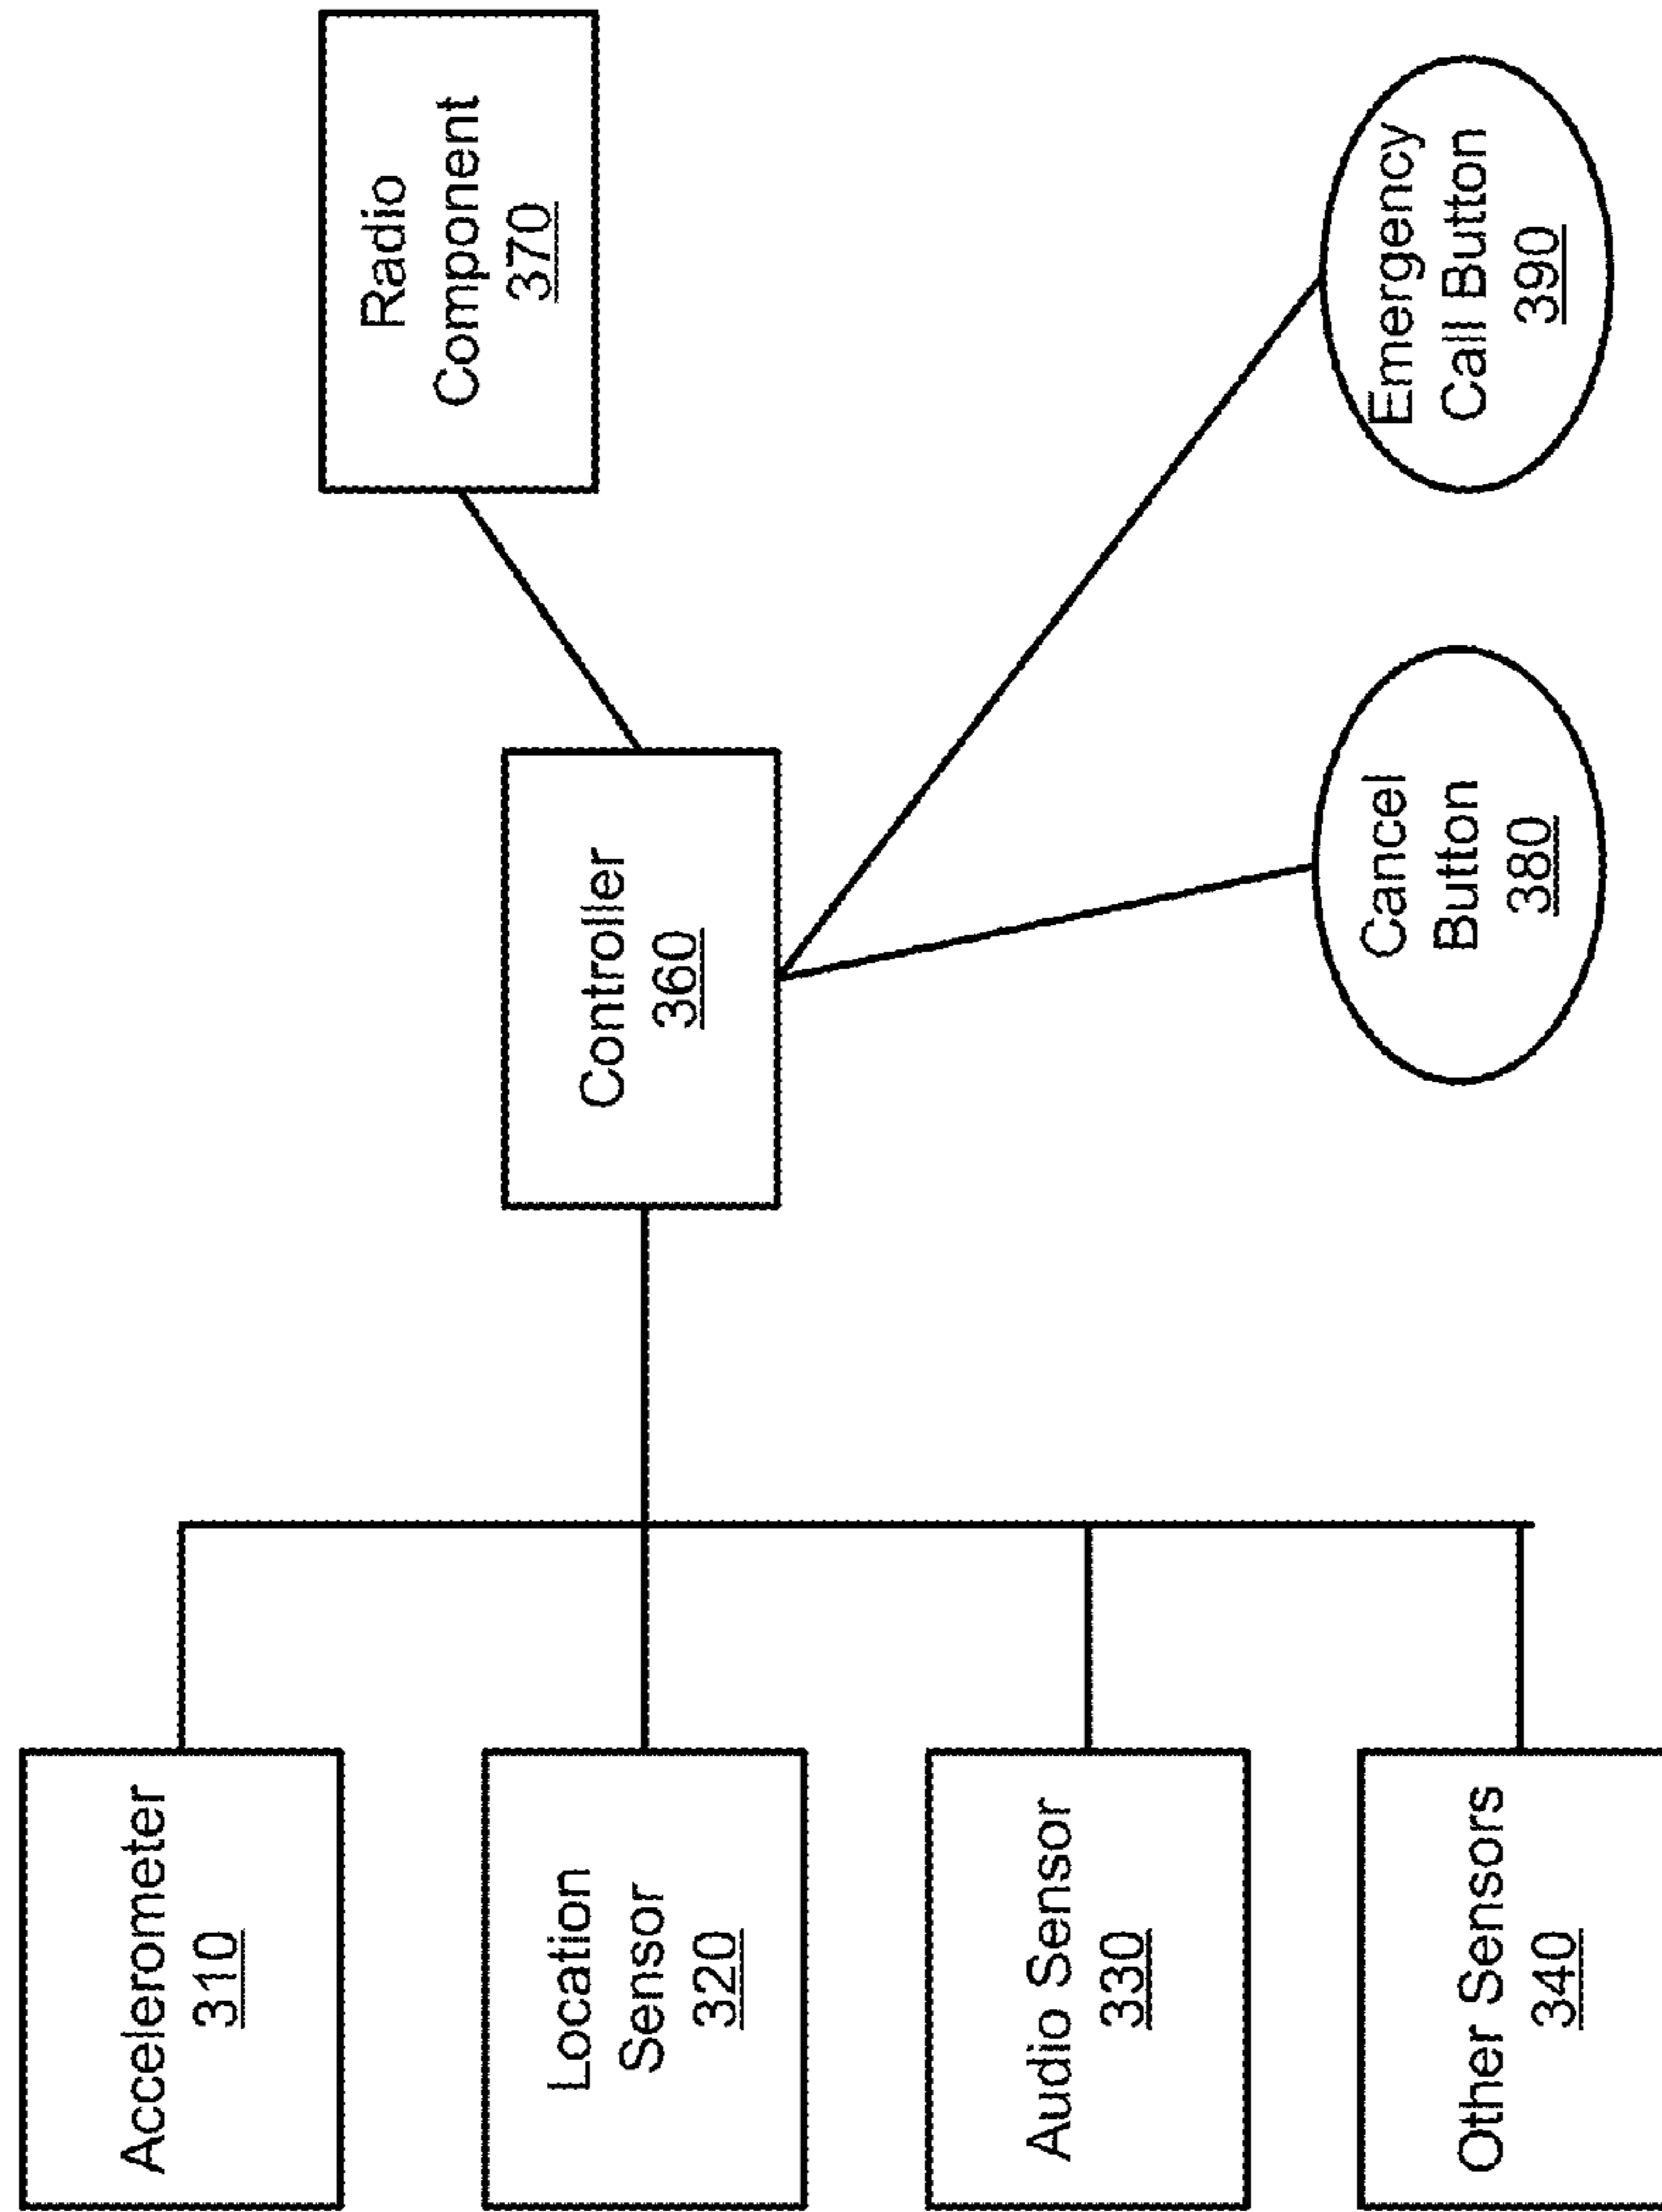 Accelerometer
310
Location
Sensor
320
Audio Sensor
330
Other Sensors
340
Controller
360
Radio
Component
370
Cancel
Button
380
Emergency
Call Button
390